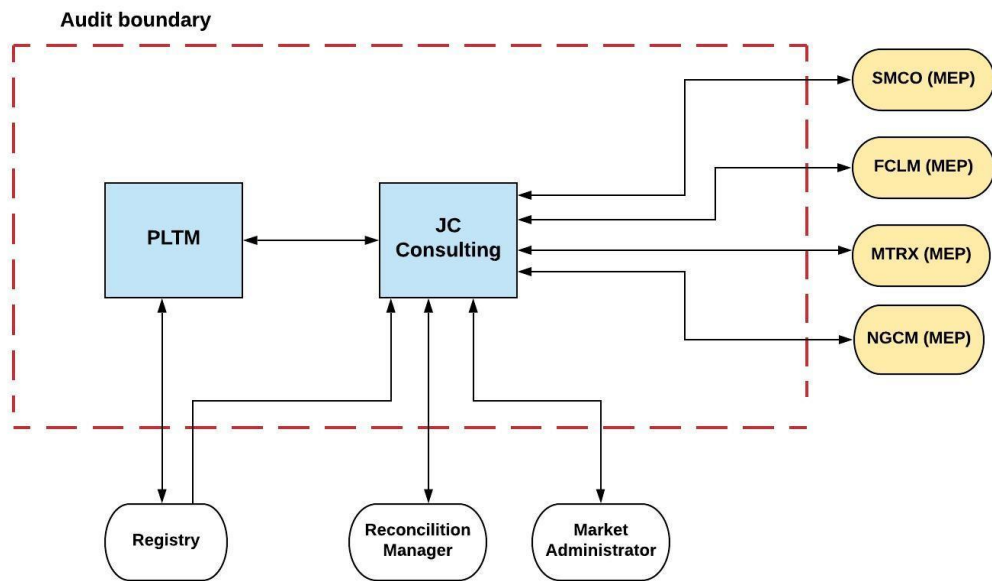 Audit boundary
SMCO (MEP)
FCLM (MEP)
PLTM
JC
Consulting
MTRX (MEP)
NGCM (MEP)
Registry
Reconcilition
Manager
Market
Administrator